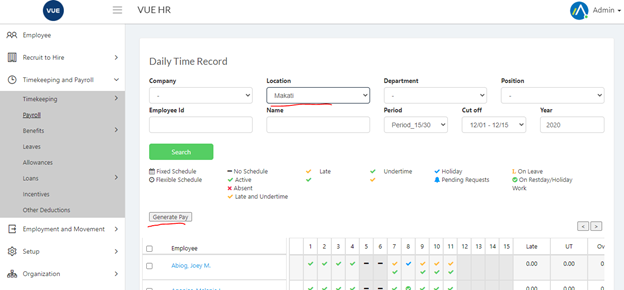 VUE
VUE HR
Admin
Employee
Recruit to Hire
Timekeeping and Payroll
Timekeeping
Payroll
Benefits
Leaves
Allowances
Loans
Incentives
Other Deductions
Employment and Movement
Setup
Organization
Daily Time Record
Company Location Department Position
- Makati - -
Employee Id Name Period Cut off Year
Period_15/30 12/01 - 12/15 2020
Search
Fixed Schedule No Schedule Late Undertime Holiday On Leave
Flexible Schedule Active Pending Requests On Restday/Holiday
Absent Work
Late and Undertime
Generate Pay
< >
Employee 1 2 3 4 5 6 7 8 9 10 11 12 13 14 15 Late UT Ov
Abiog, Joey M. 0.00 0.00 0.0